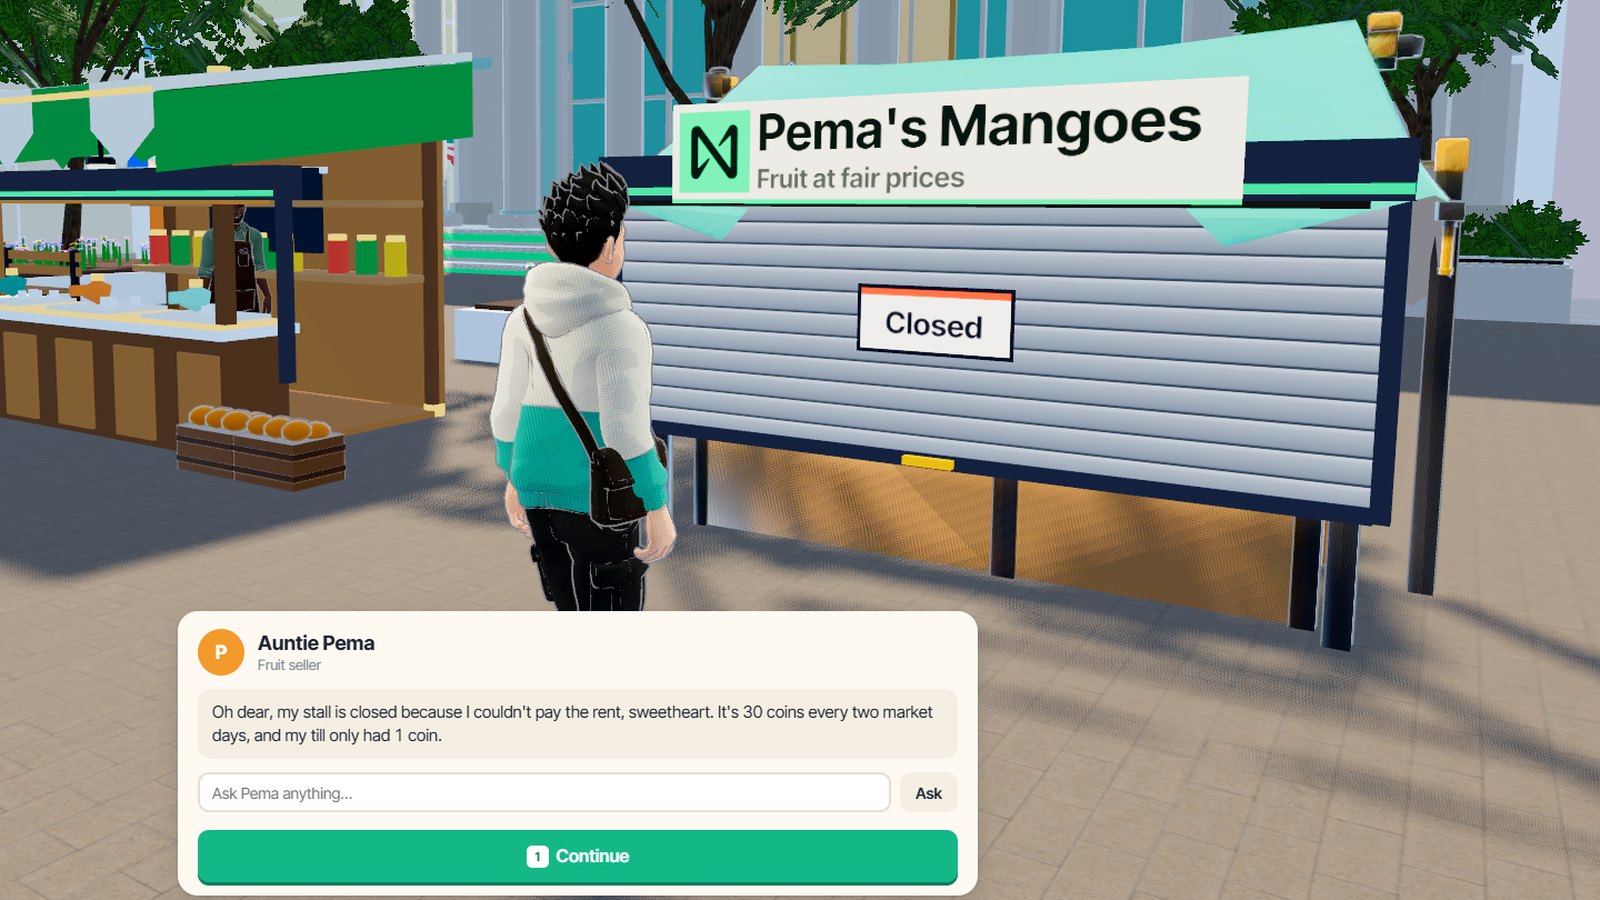 Pema's Mangoes
Fruit at fair prices
Closed
P
Auntie Pema
Fruit seller
Oh dear, my stall is closed because I couldn't pay the rent, sweetheart. It's 30 coins every two market
days, and my till only had 1 coin.
Ask Pema anything...
Ask
1 Continue